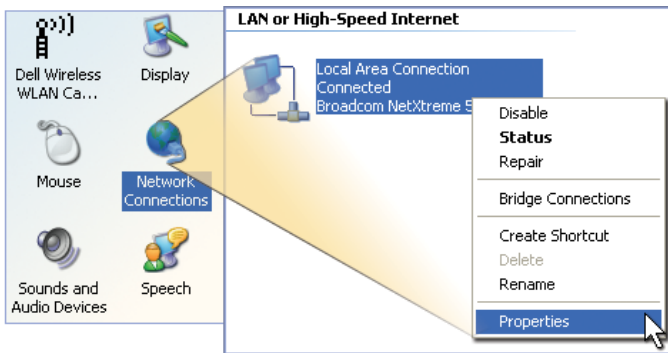 Dell Wireless
WLAN Ca...
Display
Mouse
Network
Connections
Sounds and
Audio Devices
Speech
LAN or High-Speed Internet
Local Area Connection
Connected
Broadcom NetXtreme
Disable
Status
Repair
Bridge Connections
Create Shortcut
Delete
Rename
Properties